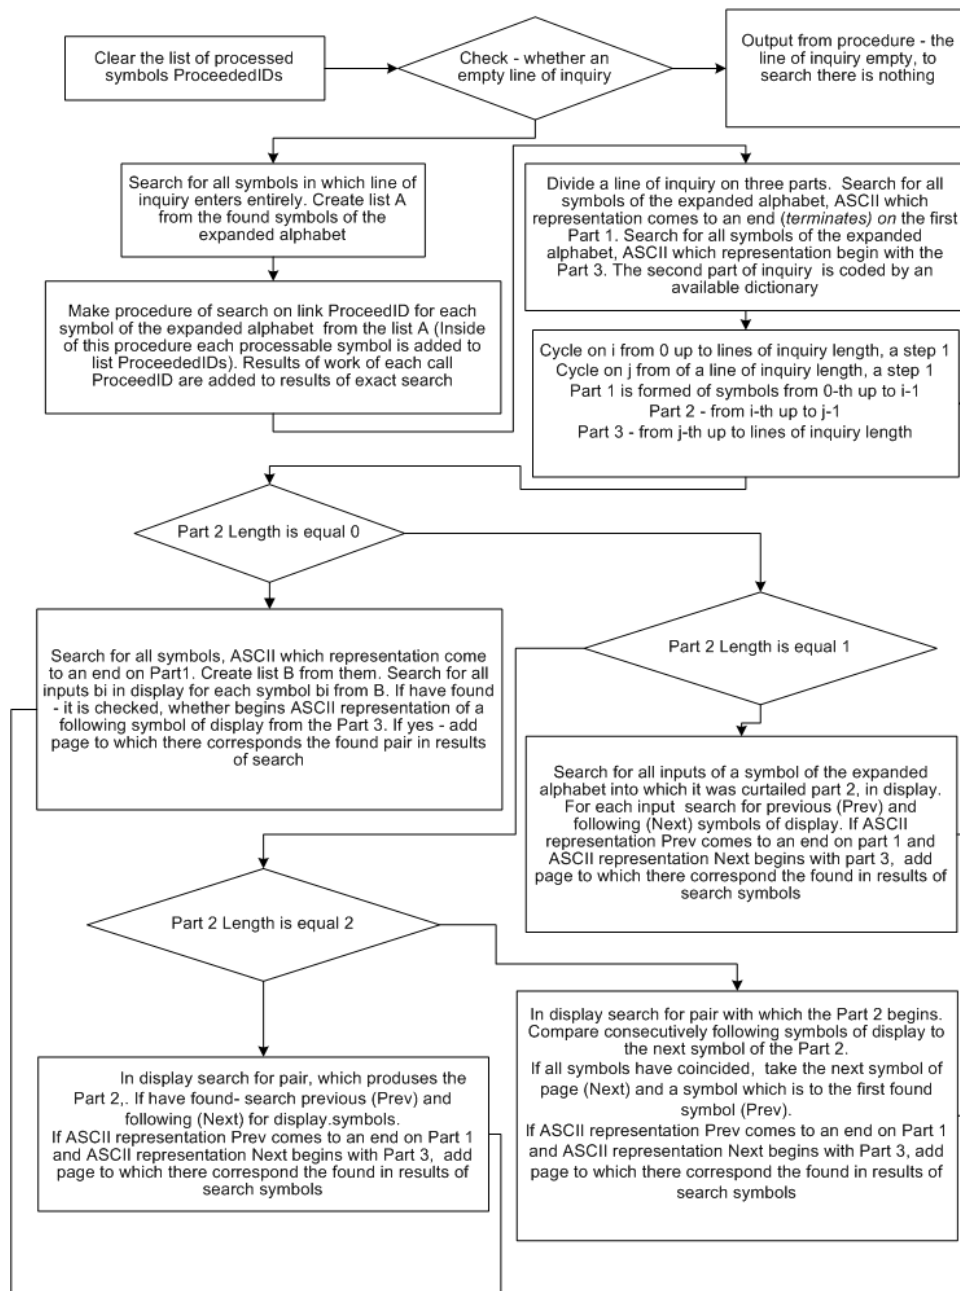 Clear the list of processed
symbols ProceededIDs
Check - whether an
empty line of inquiry
Output from procedure - the
line of inquiry empty, to
search there is nothing
Search for all symbols in which line of
inquiry enters entirely. Create list A
from the found symbols of the
expanded alphabet
Divide a line of inquiry on three parts. Search for all
symbols of the expanded alphabet, ASCII which
representation comes to an end (terminates) on the first
Part 1. Search for all symbols of the expanded
alphabet, ASCII which representation begin with the
Part 3. The second part of inquiry is coded by an
available dictionary
Make procedure of search on link ProceedID for each
symbol of the expanded alphabet from the list A (Inside
of this procedure each processable symbol is added to
list ProceededIDs). Results of work of each call
ProceedID are added to results of exact search
Cycle on i from 0 up to lines of inquiry length, a step 1
Cycle on j from of a line of inquiry length, a step 1
Part 1 is formed of symbols from 0-th up to i-1
Part 2 - from i-th up to j-1
Part 3 - from j-th up to lines of inquiry length
Part 2 Length is equal 0
Part 2 Length is equal 1
Search for all symbols, ASCII which representation come
to an end on Part1. Create list B from them. Search for all
inputs bi in display for each symbol bi from B. If have found
- it is checked, whether begins ASCII representation of a
following symbol of display from the Part 3. If yes - add
page to which there corresponds the found pair in results
of search
Search for all inputs of a symbol of the expanded
alphabet into which it was curtailed part 2, in display.
For each input search for previous (Prev) and
following (Next) symbols of display. If ASCII
representation Prev comes to an end on part 1 and
ASCII representation Next begins with part 3, add
page to which there correspond the found in results of
search symbols
Part 2 Length is equal 2
In display search for pair, which produses the
Part 2,. If have found- search previous (Prev) and
following (Next) for display.symbols.
If ASCII representation Prev comes to an end on Part 1
and ASCII representation Next begins with Part 3, add
page to which there correspond the found in results of
search symbols
In display search for pair with which the Part 2 begins.
Compare consecutively following symbols of display to
the next symbol of the Part 2.
If all symbols have coincided, take the next symbol of
page (Next) and a symbol which is to the first found
symbol (Prev).
If ASCII representation Prev comes to an end on Part 1
and ASCII representation Next begins with Part 3, add
page to which there correspond the found in results of
search symbols